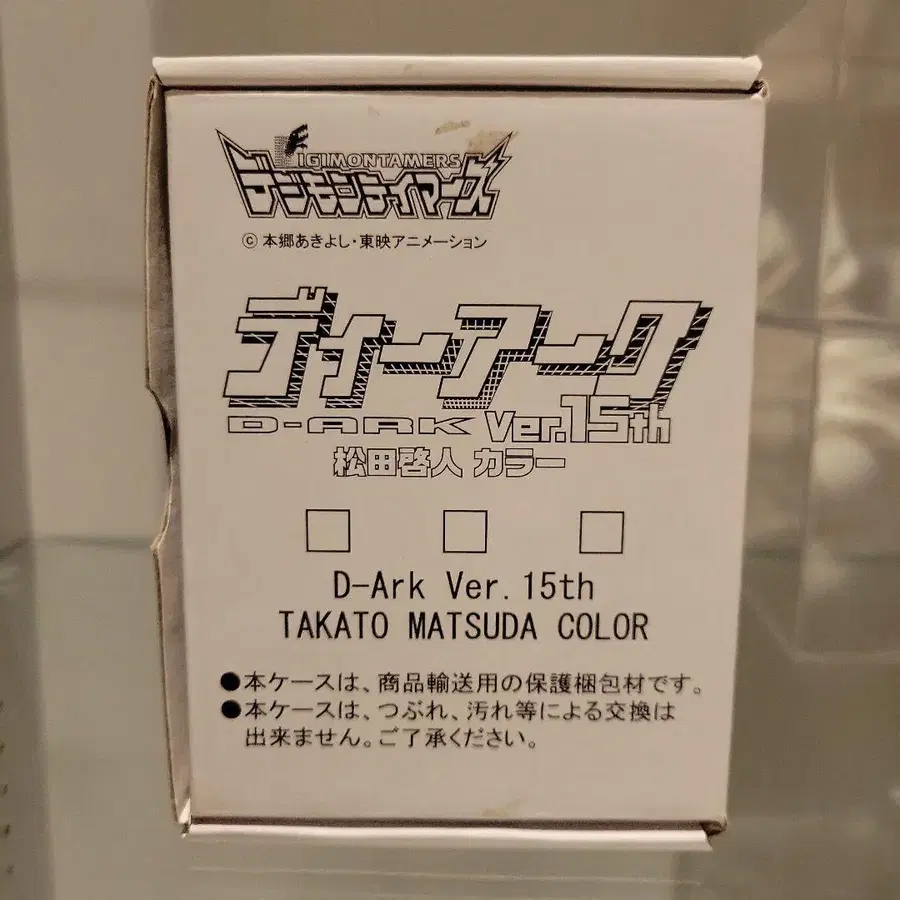 DIGIMONTAMERS
デジモンテイマーズ
© 本郷あきよし・東映アニメーション
ディーアーク
D-ARK Ver.15th
松田啓人 カラー
D-Ark Ver.15th
TAKATO MATSUDA COLOR
●本ケースは、商品輸送用の保護梱包材です。
●本ケースは、つぶれ、汚れ等による交換は
出来ません。ご了承ください。